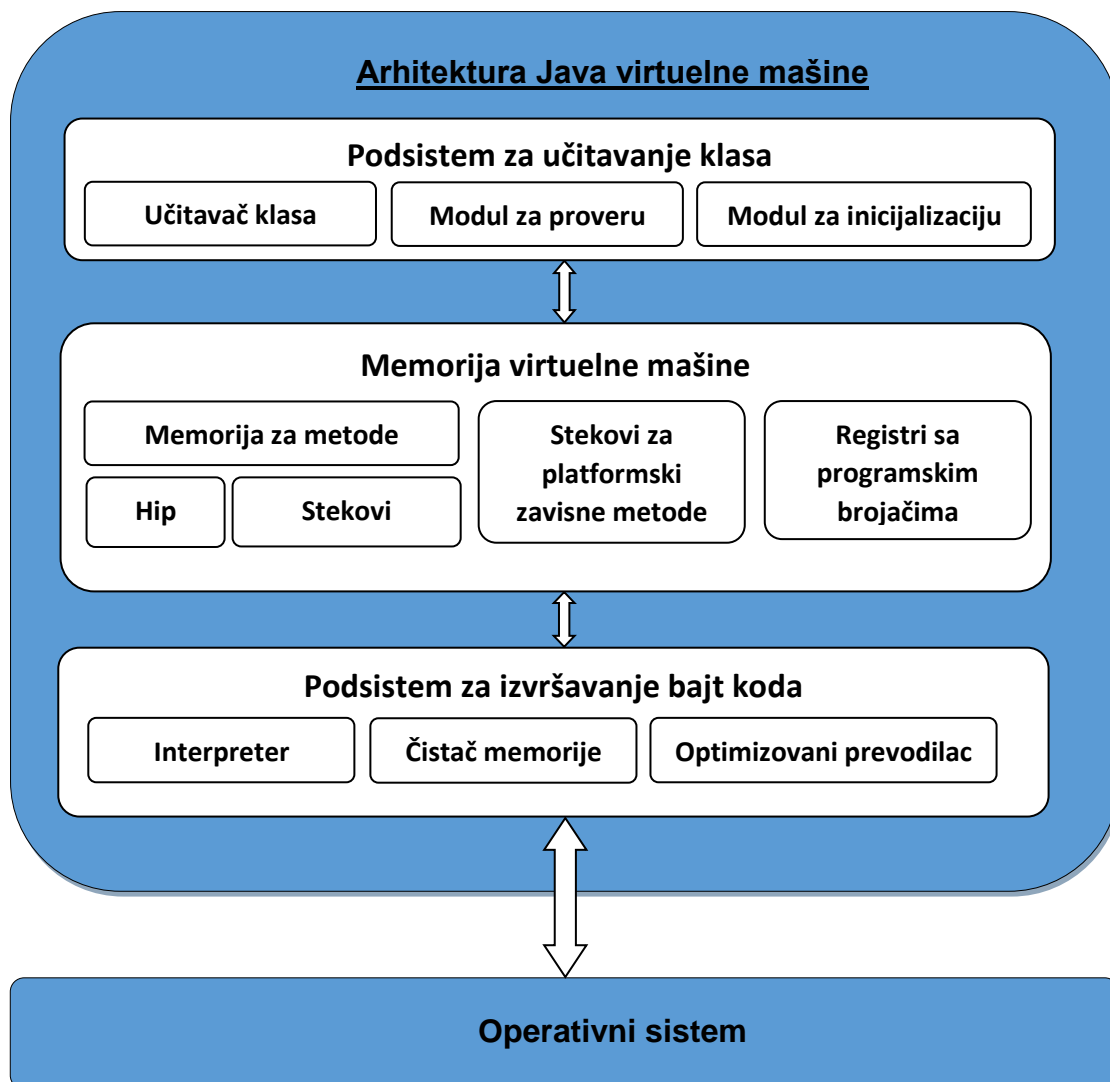 Arhitektura Java virtuelne mašine
Podsistem za učitavanje klasa
Učitavač klasa
Modul za proveru
Modul za inicijalizaciju
Memorija virtuelne mašine
Memorija za metode
Hip
Stekovi
Stekovi za
platformski
zavisne metode
Registri sa
programskim
brojačima
Podsistem za izvršavanje bajt koda
Interpreter
Čistač memorije
Optimizovani prevodilac
Operativni sistem